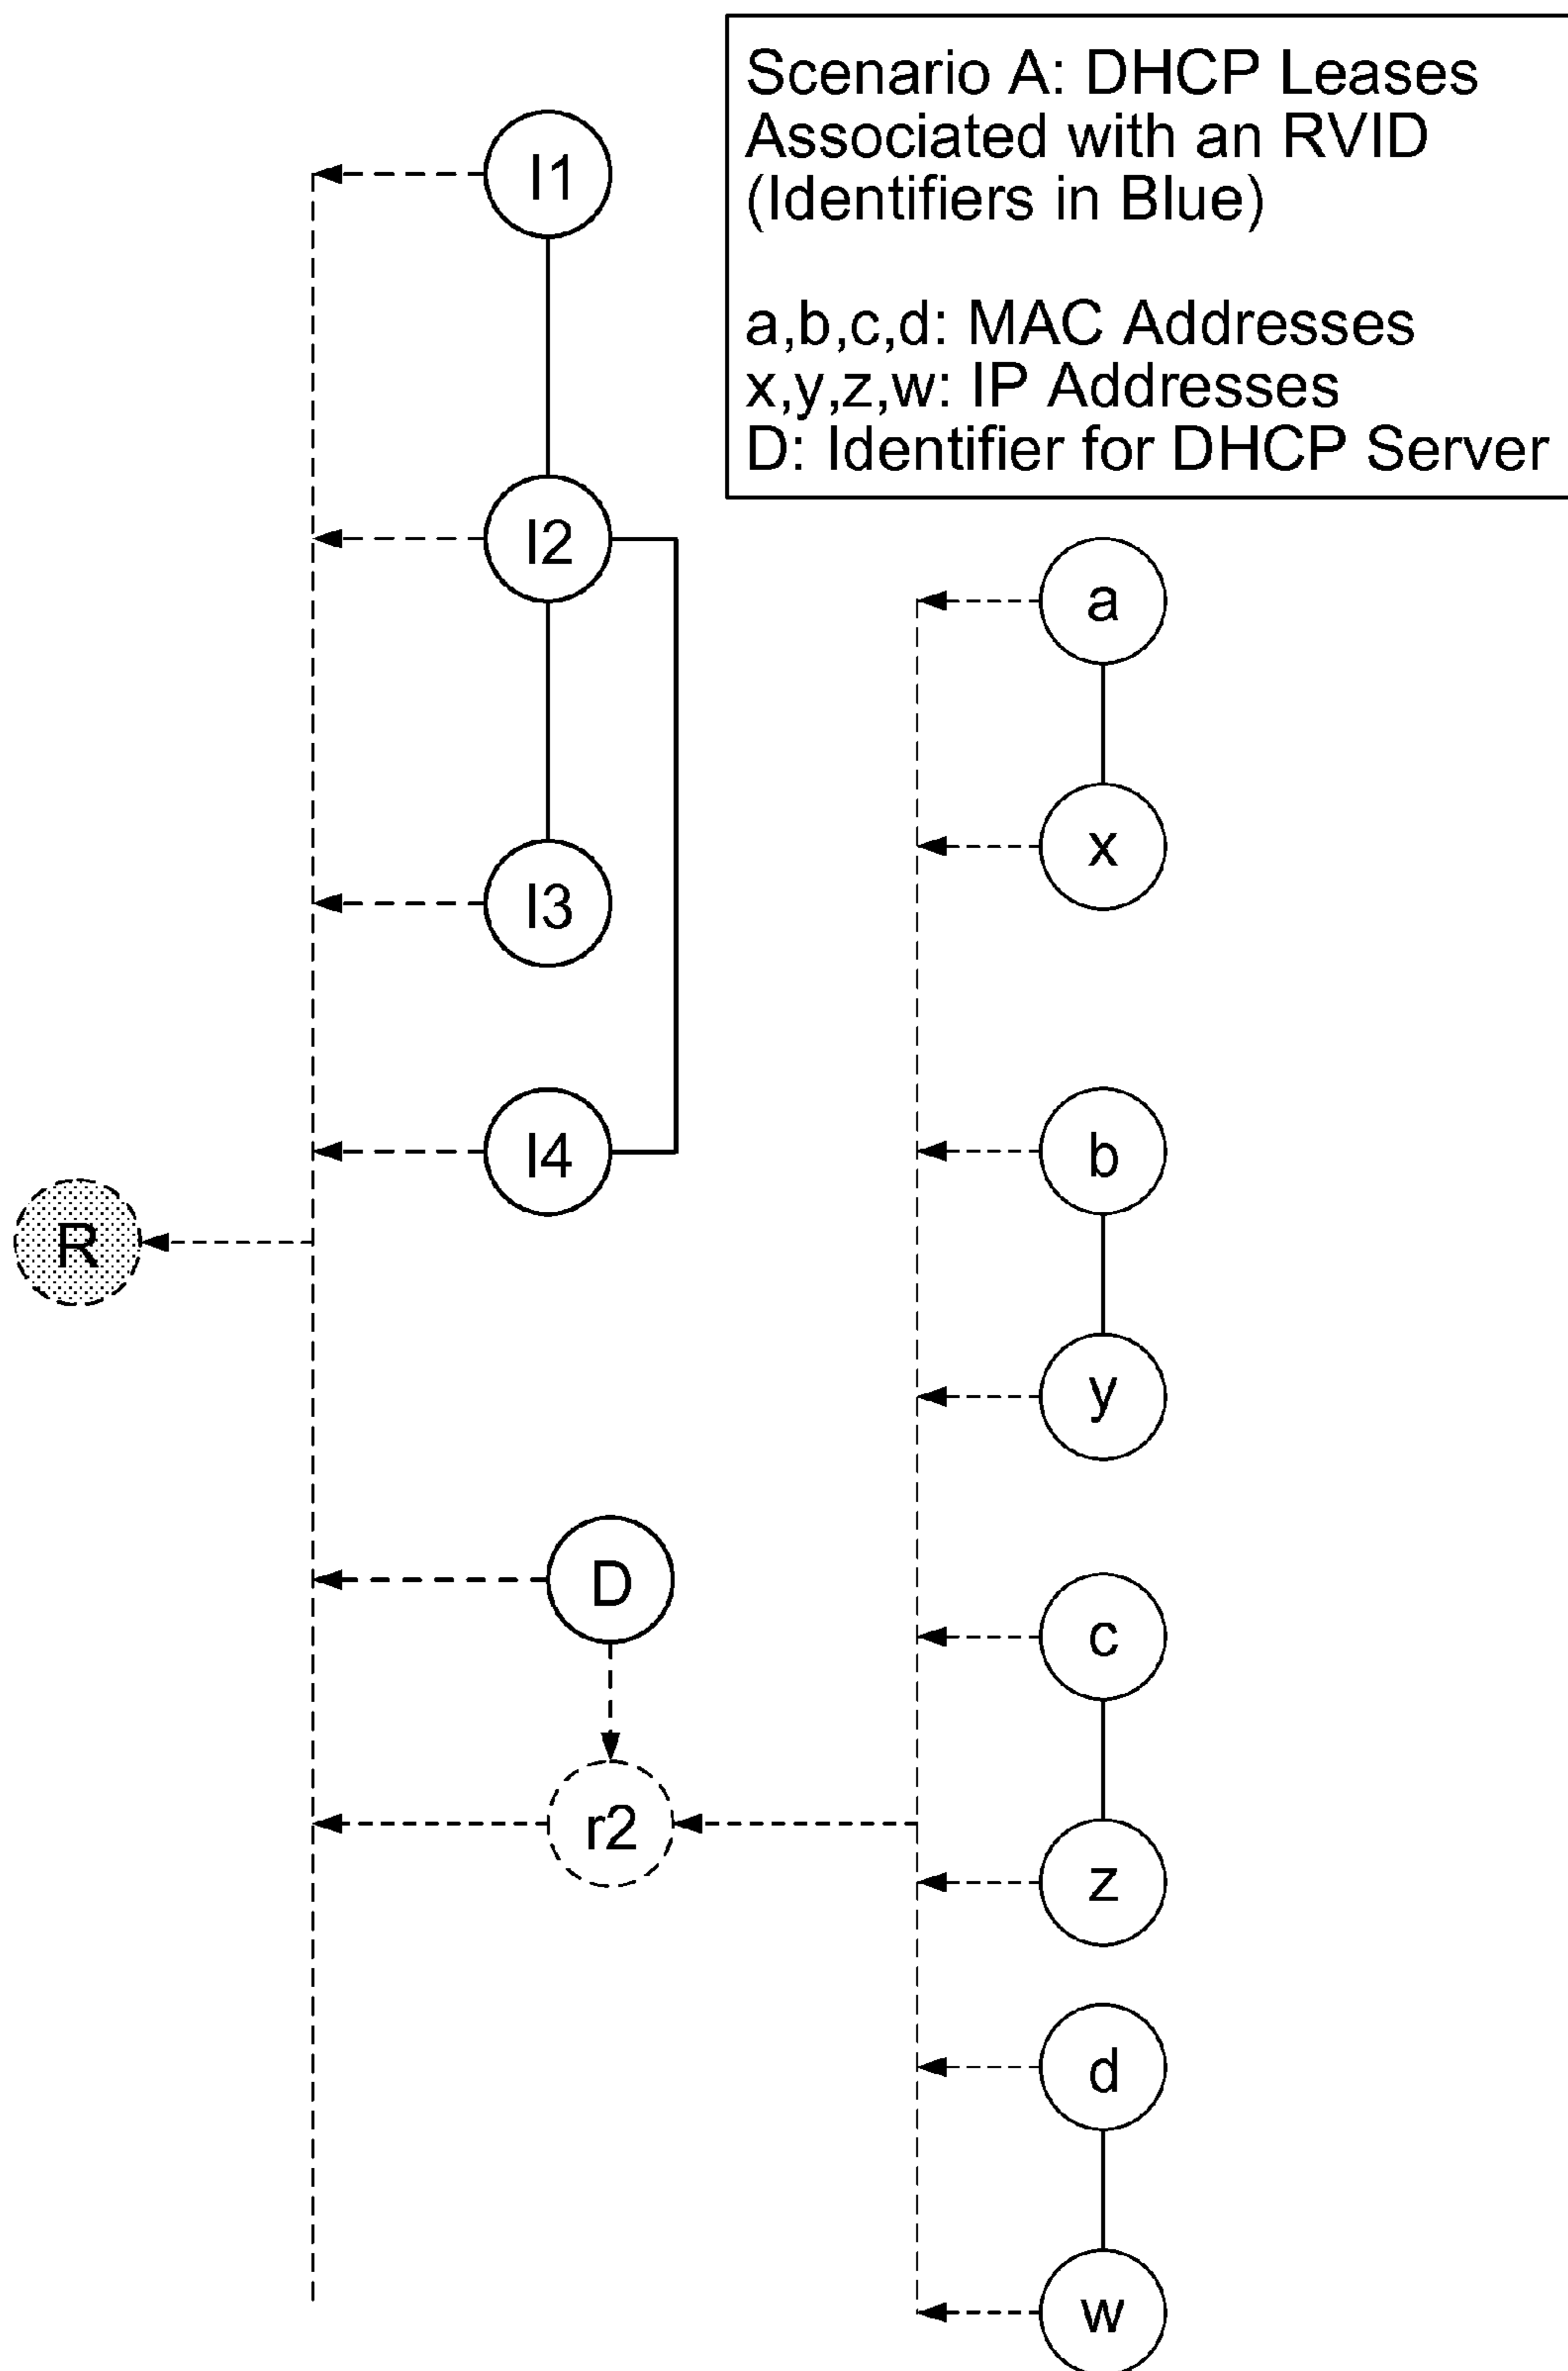 Scenario A: DHCP Leases
Associated with an RVID
(Identifiers in Blue)
a,b,c,d: MAC Addresses
x,y,z,w: IP Addresses
D: Identifier for DHCP Server
I1
I2
a
x
I3
I4
b
R
y
D
c
r2
z
d
w